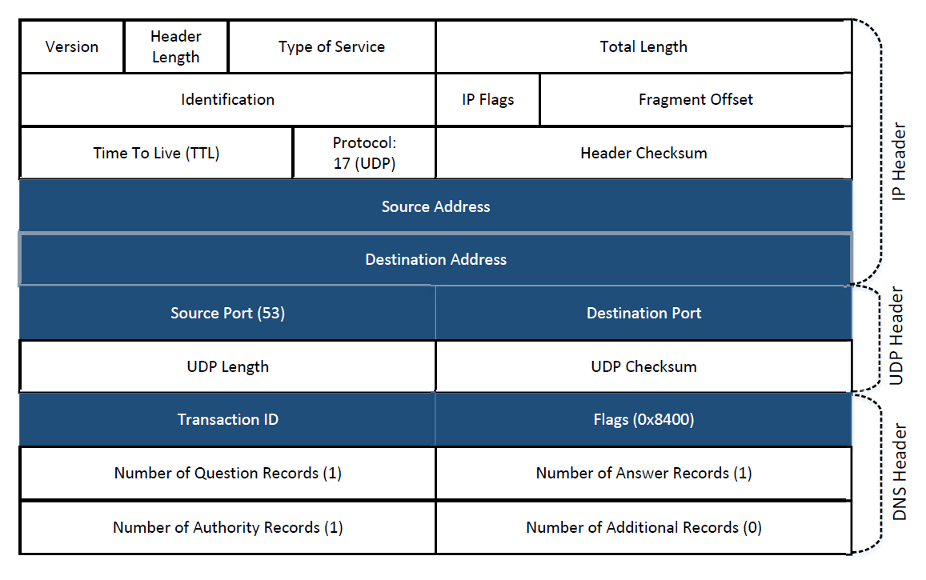 Version
Header
Length
Type of Service
Total Length
Identification
IP Flags
Fragment Offset
Time To Live (TTL)
Protocol:
17 (UDP)
Header Checksum
Source Address
Destination Address
IP Header
Source Port (53)
Destination Port
UDP Length
UDP Checksum
UDP Header
Transaction ID
Flags (0x8400)
Number of Question Records (1)
Number of Answer Records (1)
Number of Authority Records (1)
Number of Additional Records (0)
DNS Header